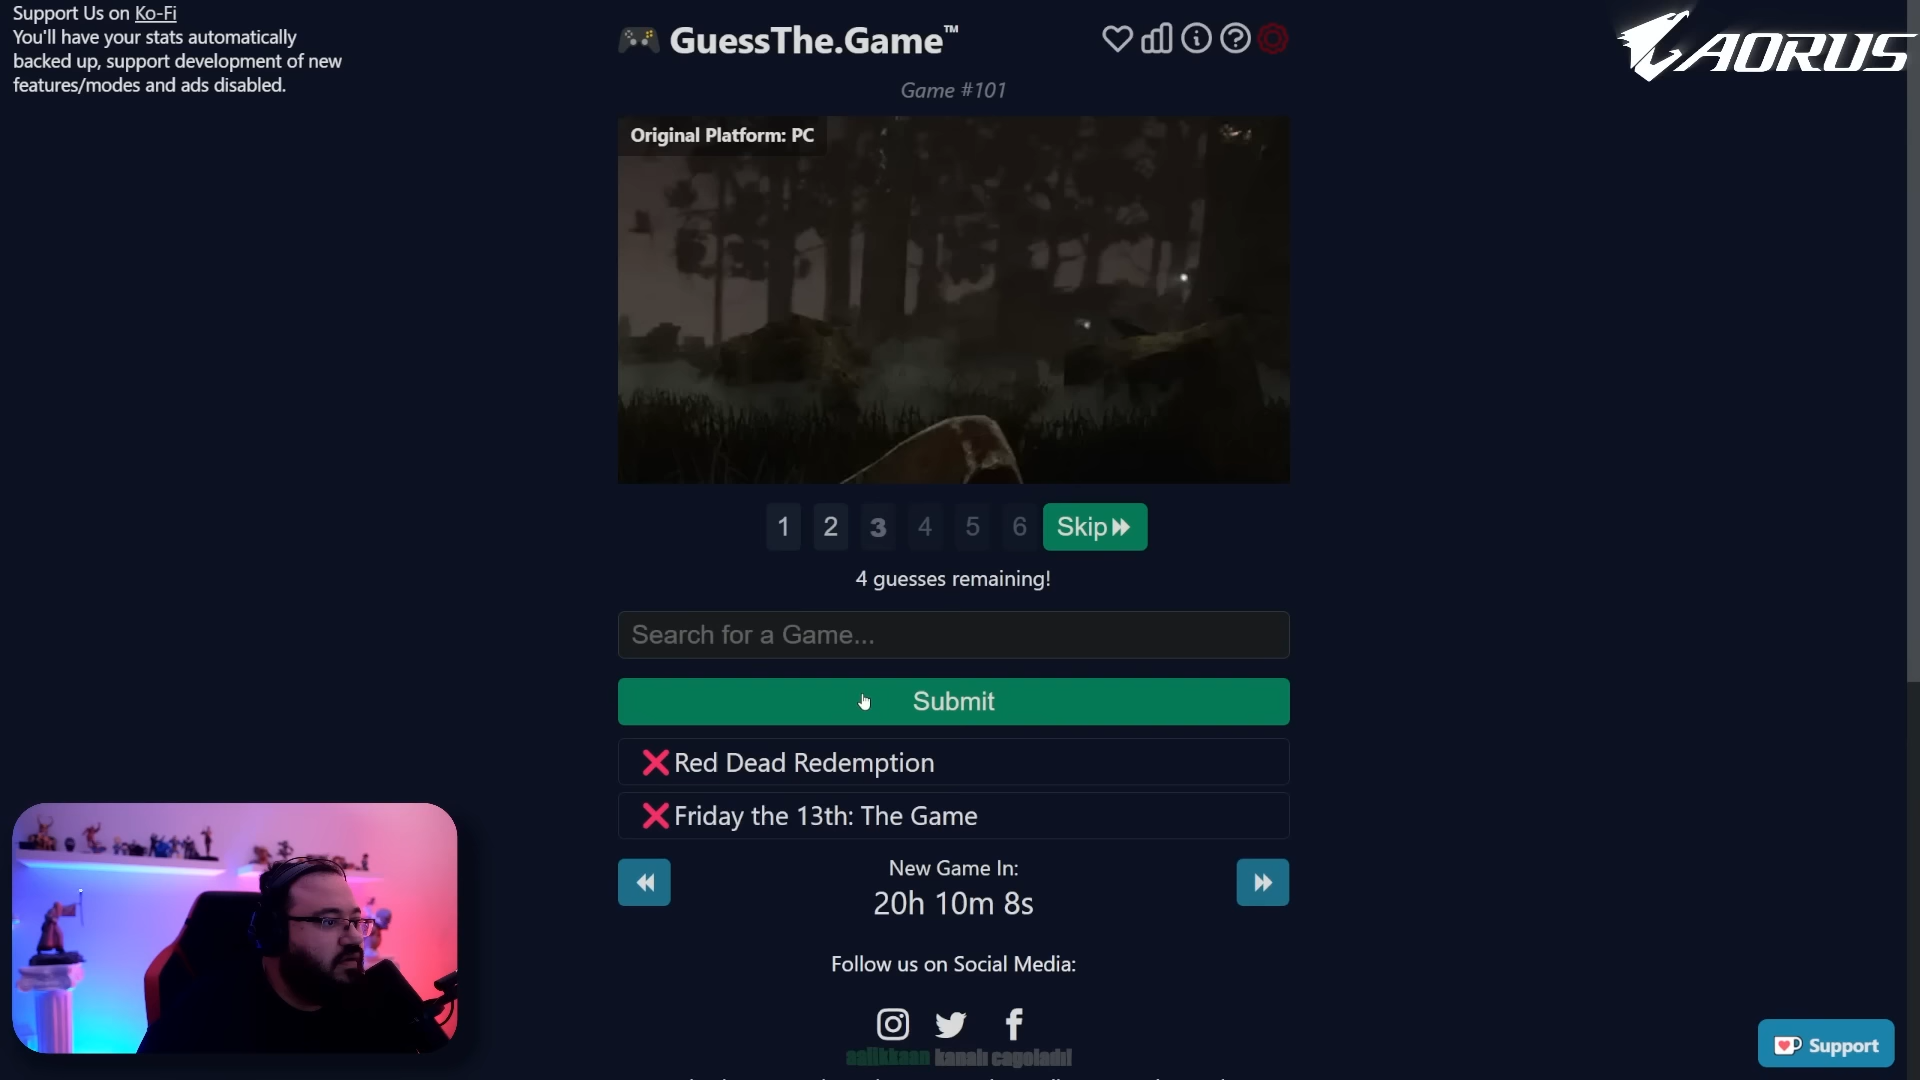 Support Us on Ko-Fi
You'll have your stats automatically
backed up, support development of new
features/modes and ads disabled.
GuessThe.Game™
AORUS
Game #101
Original Platform: PC
1 2 3 4 5 6 Skip
4 guesses remaining!
Search for a Game...
Submit
Red Dead Redemption
Friday the 13th: The Game
New Game In:
20h 10m 8s
Follow us on Social Media:
Support